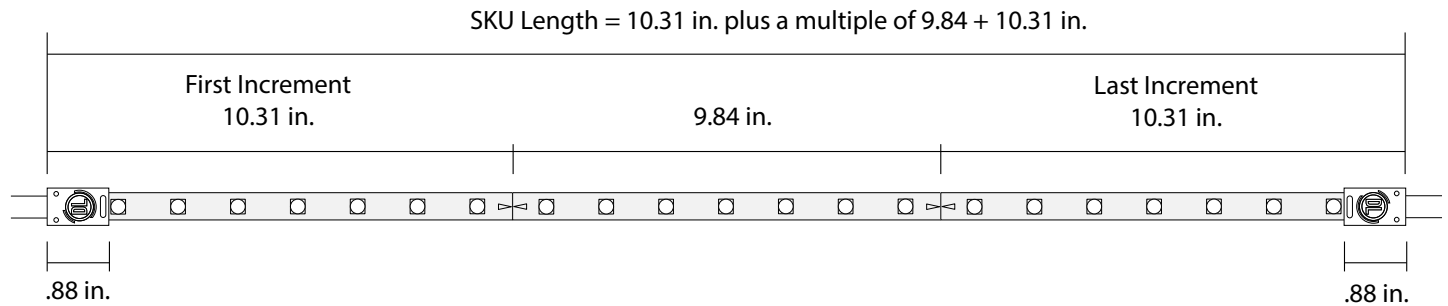 SKU Length = 10.31 in. plus a multiple of 9.84 + 10.31 in.
First Increment
10.31 in.
9.84 in.
Last Increment
10.31 in.
.88 in.
.88 in.